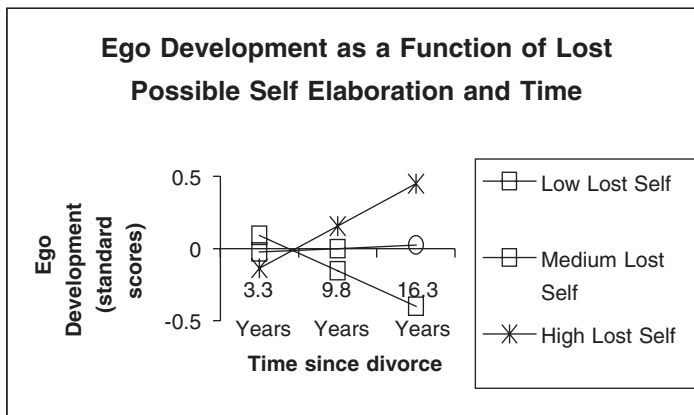 Ego Development as a Function of Lost
Possible Self Elaboration and Time
Ego
Development
(standard
scores)
0.5
0
-0.5
3.3 9.8 16.3
Years Years Years
Time since divorce
Low Lost Self
Medium Lost
Self
High Lost Self